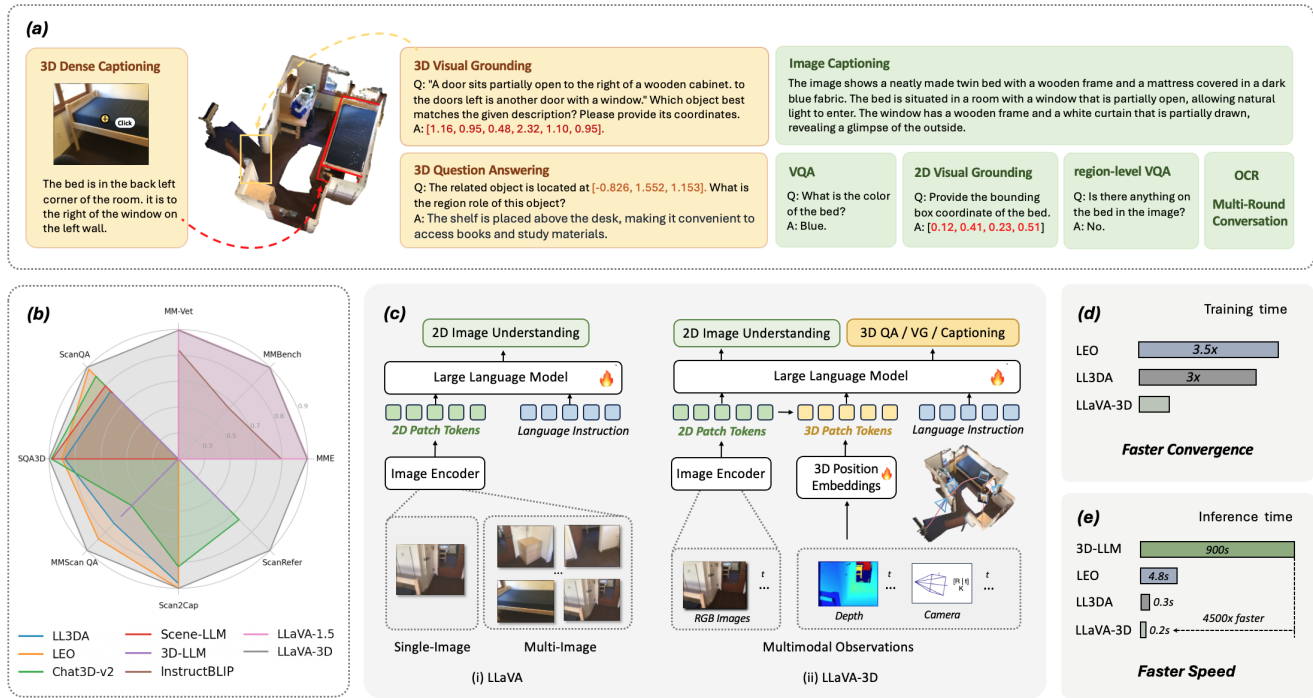 (a)
3D Dense Captioning
Click
The bed is in the back left
corner of the room. it is to
the right of the window on
the left wall.
3D Visual Grounding
Q: "A door sits partially open to the right of a wooden cabinet. to
the doors left is another door with a window." Which object best
matches the given description? Please provide its coordinates.
A: [1.16, 0.95, 0.48, 2.32, 1.10, 0.95].
3D Question Answering
Q: The related object is located at [-0.826, 1.552, 1.153]. What is
the region role of this object?
A: The shelf is placed above the desk, making it convenient to
access books and study materials.
Image Captioning
The image shows a neatly made twin bed with a wooden frame and a mattress covered in a dark
blue fabric. The bed is situated in a room with a window that is partially open, allowing natural
light to enter. The window has a wooden frame and a white curtain that is partially drawn,
revealing a glimpse of the outside.
VQA
Q: What is the color
of the bed?
A: Blue.
2D Visual Grounding
Q: Provide the bounding
box coordinate of the bed.
A: [0.12, 0.41, 0.23, 0.51]
region-level VQA
Q: Is there anything on
the bed in the image?
A: No.
OCR
Multi-Round
Conversation
(b)
MM-Vet
ScanQA
MMBench
0.9
0.8
0.5
SQA3D
MME
MMScan QA
ScanRefer
Scan2Cap
LL3DA
LEO
Chat3D-v2
Scene-LLM
3D-LLM
InstructBLIP
LLaVA-1.5
LLaVA-3D
(c)
2D Image Understanding
Large Language Model
2D Patch Tokens
Language Instruction
Image Encoder
...
Single-Image
Multi-Image
(i) LLaVA
2D Image Understanding
3D QA / VG / Captioning
Large Language Model
2D Patch Tokens
3D Patch Tokens
Language Instruction
Image Encoder
3D Position
Embeddings
t
...
t
...
[R | t]
K
t
...
RGB Images
Depth
Camera
Multimodal Observations
(ii) LLaVA-3D
(d)
Training time
LEO
3.5x
LL3DA
3x
LLaVA-3D
Faster Convergence
(e)
Inference time
3D-LLM
900s
LEO
4.8s
LL3DA
0.3s
LLaVA-3D
0.2s
4500x faster
Faster Speed